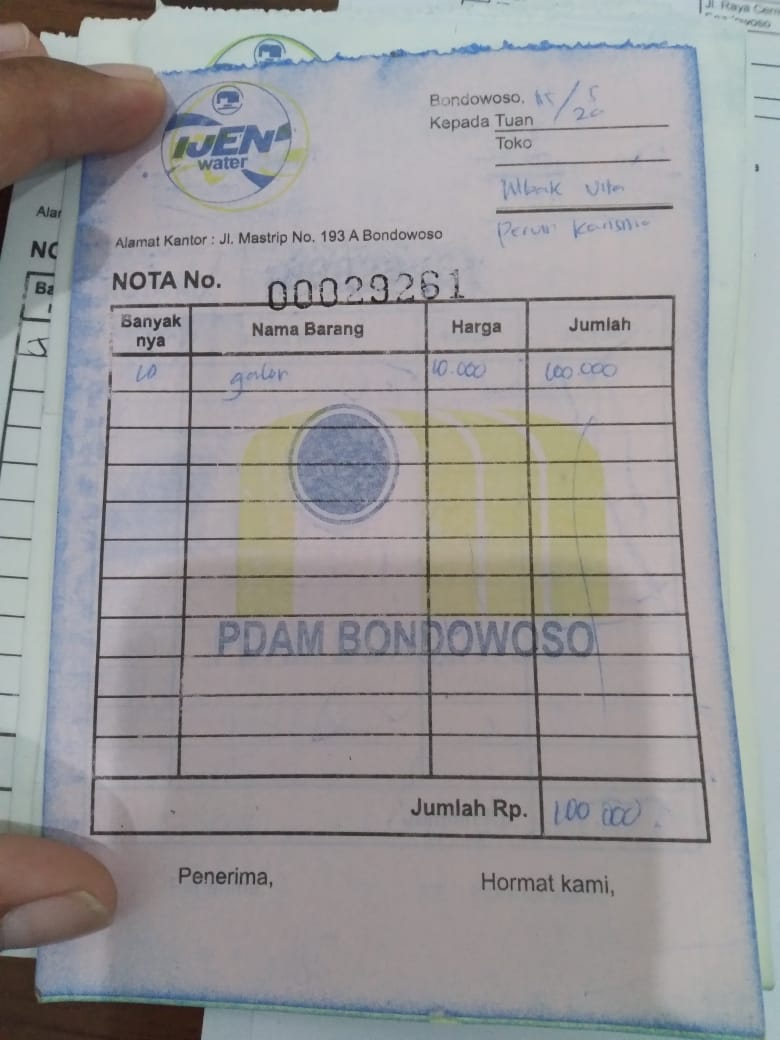 IJEN
water
Bondowoso, 15/5
20
Kepada Tuan
Toko
Mbak Vita
Perum Karisma
Alamat Kantor : Jl. Mastrip No. 193 A Bondowoso
NOTA No. 00029261
Banyak nya Nama Barang Harga Jumlah
10 galon 10.000 100.000
PDAM BONDOWOSO
Jumlah Rp. 100 000
Penerima, Hormat kami,
Jl. Raya